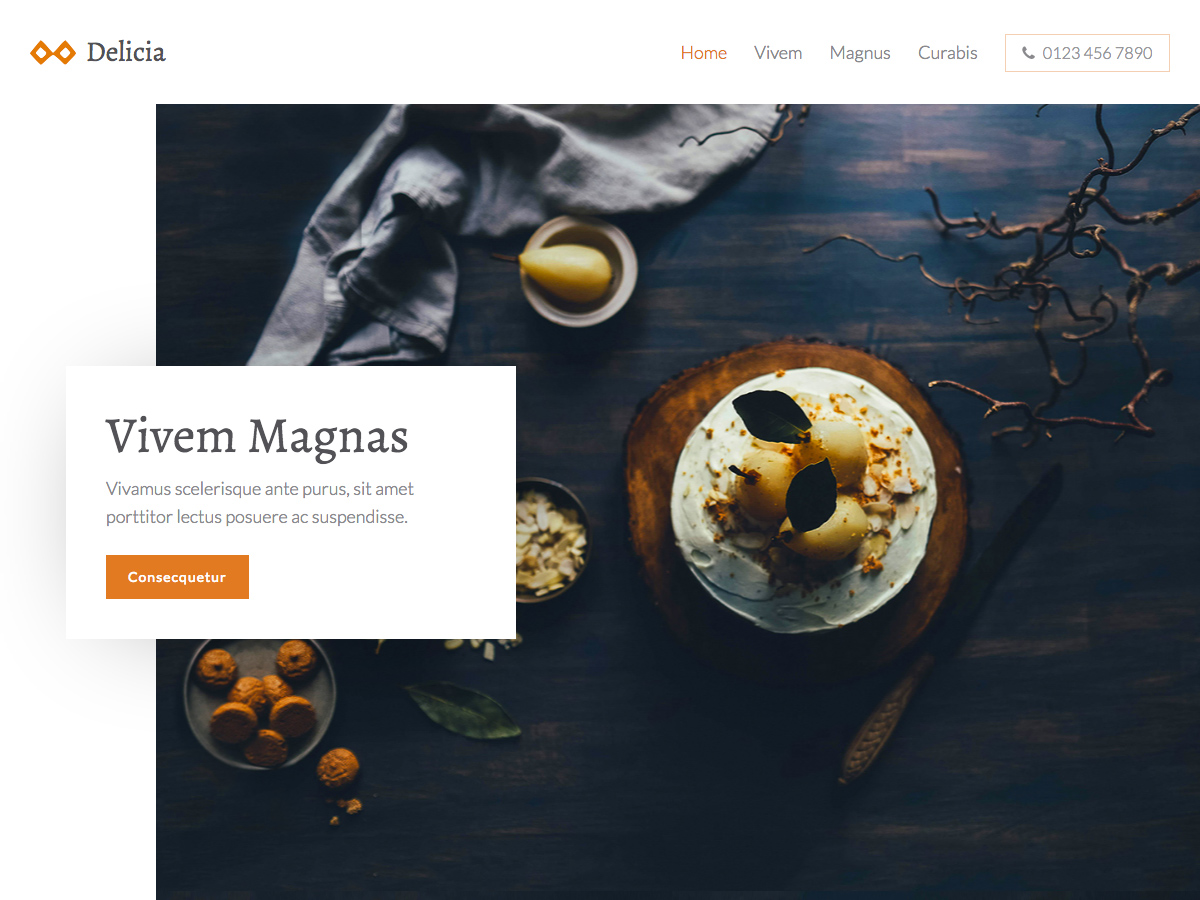 Delicia
Home Vivem Magnus Curabis 0123 456 7890
Vivem Magnas
Vivamus scelerisque ante purus, sit amet
porttitor lectus posuere ac suspendisse.
Consecquetur